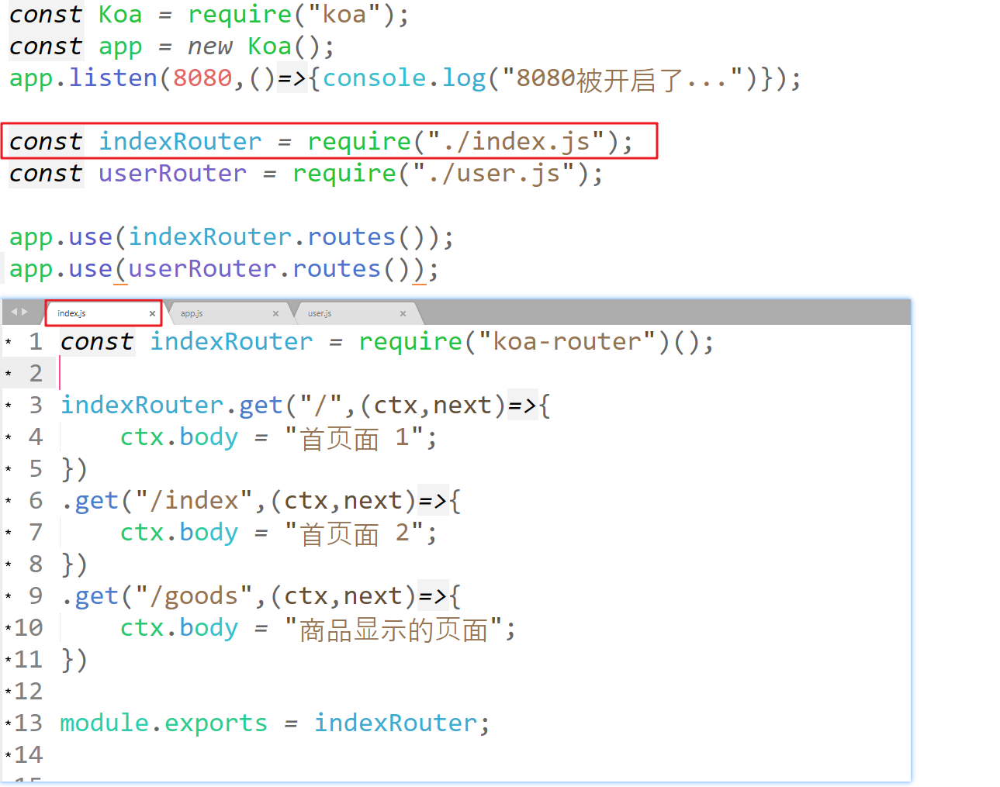 const Koa = require("koa");
const app = new Koa();
app.listen(8080,()=>{console.log("8080被开启了...")});
const indexRouter = require("./index.js");
const userRouter = require("./user.js");
app.use(indexRouter.routes());
app.use(userRouter.routes());
index.js × app.js × user.js ×
* 1 const indexRouter = require("koa-router")();
* 2
* 3 indexRouter.get("/",(ctx,next)=>{
* 4 ctx.body = "首页面 1";
* 5 })
* 6 .get("/index",(ctx,next)=>{
* 7 ctx.body = "首页面 2";
* 8 })
* 9 .get("/goods",(ctx,next)=>{
*10 ctx.body = "商品显示的页面";
*11 })
*12
*13 module.exports = indexRouter;
*14